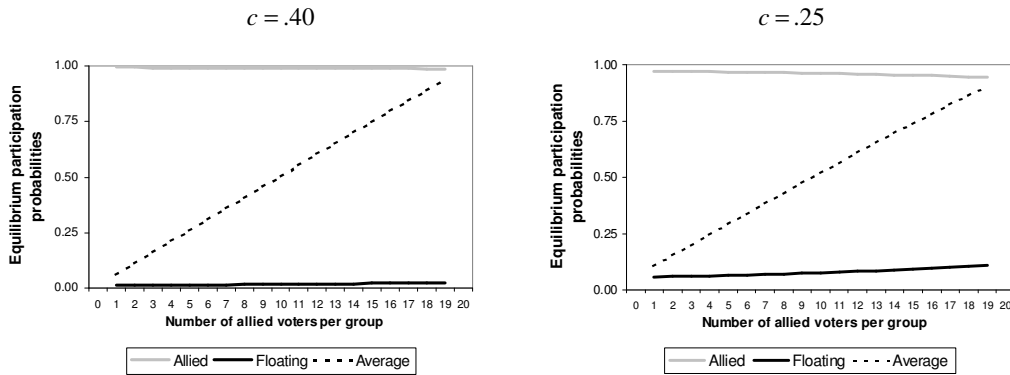 c = .40
Equilibrium participation
probabilities
1.00
0.75
0.50
0.25
0.00
0 1 2 3 4 5 6 7 8 9 10 11 12 13 14 15 16 17 18 19 20
Number of allied voters per group
Allied Floating Average
c = .25
Equilibrium participation
probabilities
1.00
0.75
0.50
0.25
0.00
0 1 2 3 4 5 6 7 8 9 10 11 12 13 14 15 16 17 18 19 20
Number of allied voters per group
Allied Floating Average